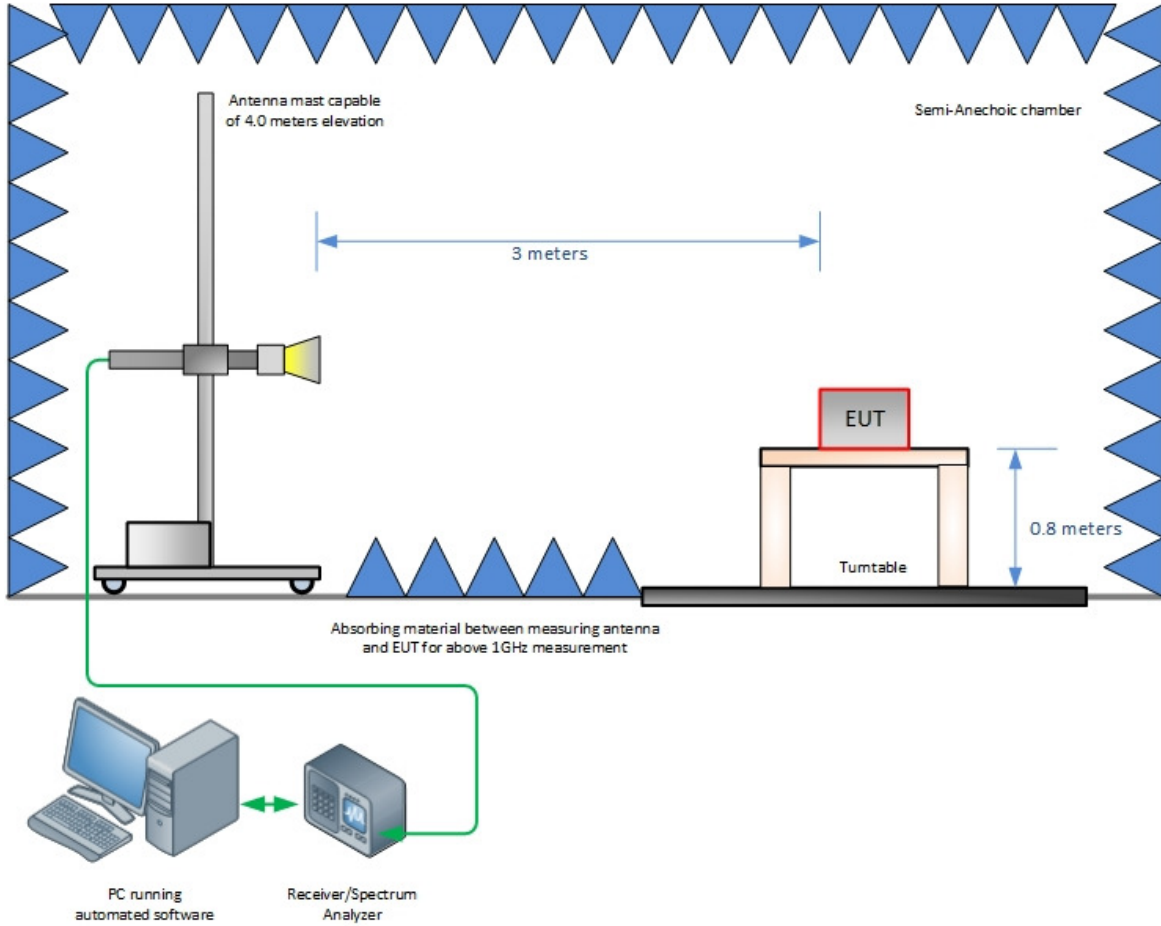 Antenna mast capable
of 4.0 meters elevation
Semi-Anechoic chamber
3 meters
EUT
0.8 meters
Turntable
Absorbing material between measuring antenna
and EUT for above 1GHz measurement
PC running
automated software
Receiver/Spectrum
Analyzer